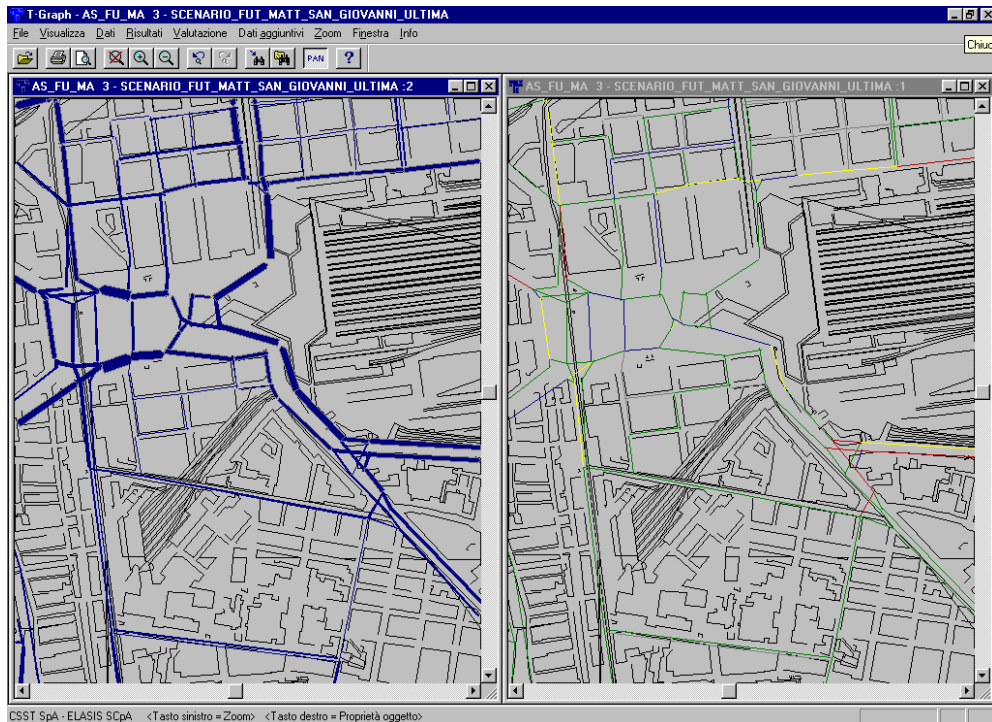 T-Graph - AS_FU_MA 3 - SCENARIO_FUT_MATT_SAN_GIOVANNI_ULTIMA
File Visualizza Dati Risultati Valutazione Dati aggiuntivi Zoom Finestra Info
Chiud
PAN ?
AS_FU_MA 3 - SCENARIO_FUT_MATT_SAN_GIOVANNI_ULTIMA :2
AS_FU_MA 3 - SCENARIO_FUT_MATT_SAN_GIOVANNI_ULTIMA :1
CSST SpA - ELASIS SCpA <Tasto sinistro = Zoom> <Tasto destro = Proprietà oggetto>